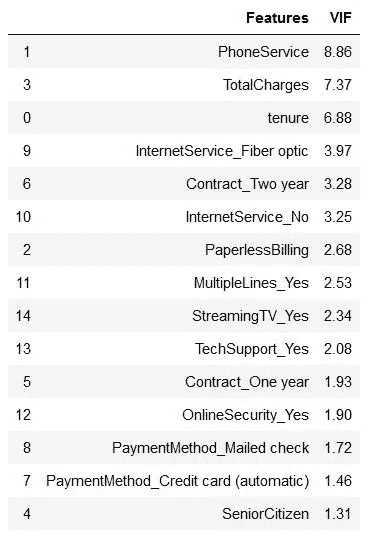 Features VIF
1 PhoneService 8.86
3 TotalCharges 7.37
0 tenure 6.88
9 InternetService_Fiber optic 3.97
6 Contract_Two year 3.28
10 InternetService_No 3.25
2 PaperlessBilling 2.68
11 MultipleLines_Yes 2.53
14 StreamingTV_Yes 2.34
13 TechSupport_Yes 2.08
5 Contract_One year 1.93
12 OnlineSecurity_Yes 1.90
8 PaymentMethod_Mailed check 1.72
7 PaymentMethod_Credit card (automatic) 1.46
4 SeniorCitizen 1.31